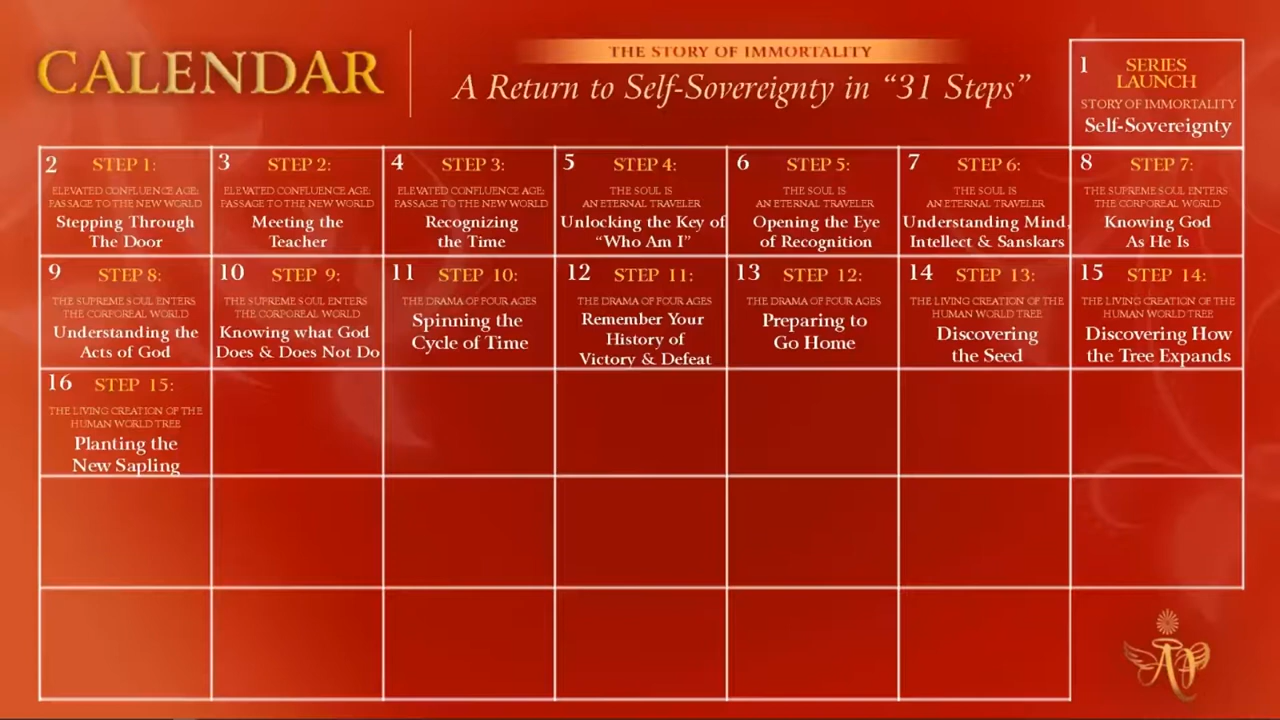 CALENDAR
THE STORY OF IMMORTALITY
A Return to Self-Sovereignty in “31 Steps”
1 SERIES
LAUNCH
STORY OF IMMORTALITY
Self-Sovereignty
2 STEP 1:
ELEVATED CONFLUENCE AGE:
PASSAGE TO THE NEW WORLD
Stepping Through
The Door
3 STEP 2:
ELEVATED CONFLUENCE AGE:
PASSAGE TO THE NEW WORLD
Meeting the
Teacher
4 STEP 3:
ELEVATED CONFLUENCE AGE:
PASSAGE TO THE NEW WORLD
Recognizing
the Time
5 STEP 4:
THE SOUL IS
AN ETERNAL TRAVELER
Unlocking the Key of
“Who Am I”
6 STEP 5:
THE SOUL IS
AN ETERNAL TRAVELER
Opening the Eye
of Recognition
7 STEP 6:
THE SOUL IS
AN ETERNAL TRAVELER
Understanding Mind,
Intellect & Sanskars
8 STEP 7:
THE SUPREME SOUL ENTERS
THE CORPOREAL WORLD
Knowing God
As He Is
9 STEP 8:
THE SUPREME SOUL ENTERS
THE CORPOREAL WORLD
Understanding the
Acts of God
10 STEP 9:
THE SUPREME SOUL ENTERS
THE CORPOREAL WORLD
Knowing what God
Does & Does Not Do
11 STEP 10:
THE DRAMA OF FOUR AGES
Spinning the
Cycle of Time
12 STEP 11:
THE DRAMA OF FOUR AGES
Remember Your
History of
Victory & Defeat
13 STEP 12:
THE DRAMA OF FOUR AGES
Preparing to
Go Home
14 STEP 13:
THE LIVING CREATION OF THE
HUMAN WORLD TREE
Discovering
the Seed
15 STEP 14:
THE LIVING CREATION OF THE
HUMAN WORLD TREE
Discovering How
the Tree Expands
16 STEP 15:
THE LIVING CREATION OF THE
HUMAN WORLD TREE
Planting the
New Sapling